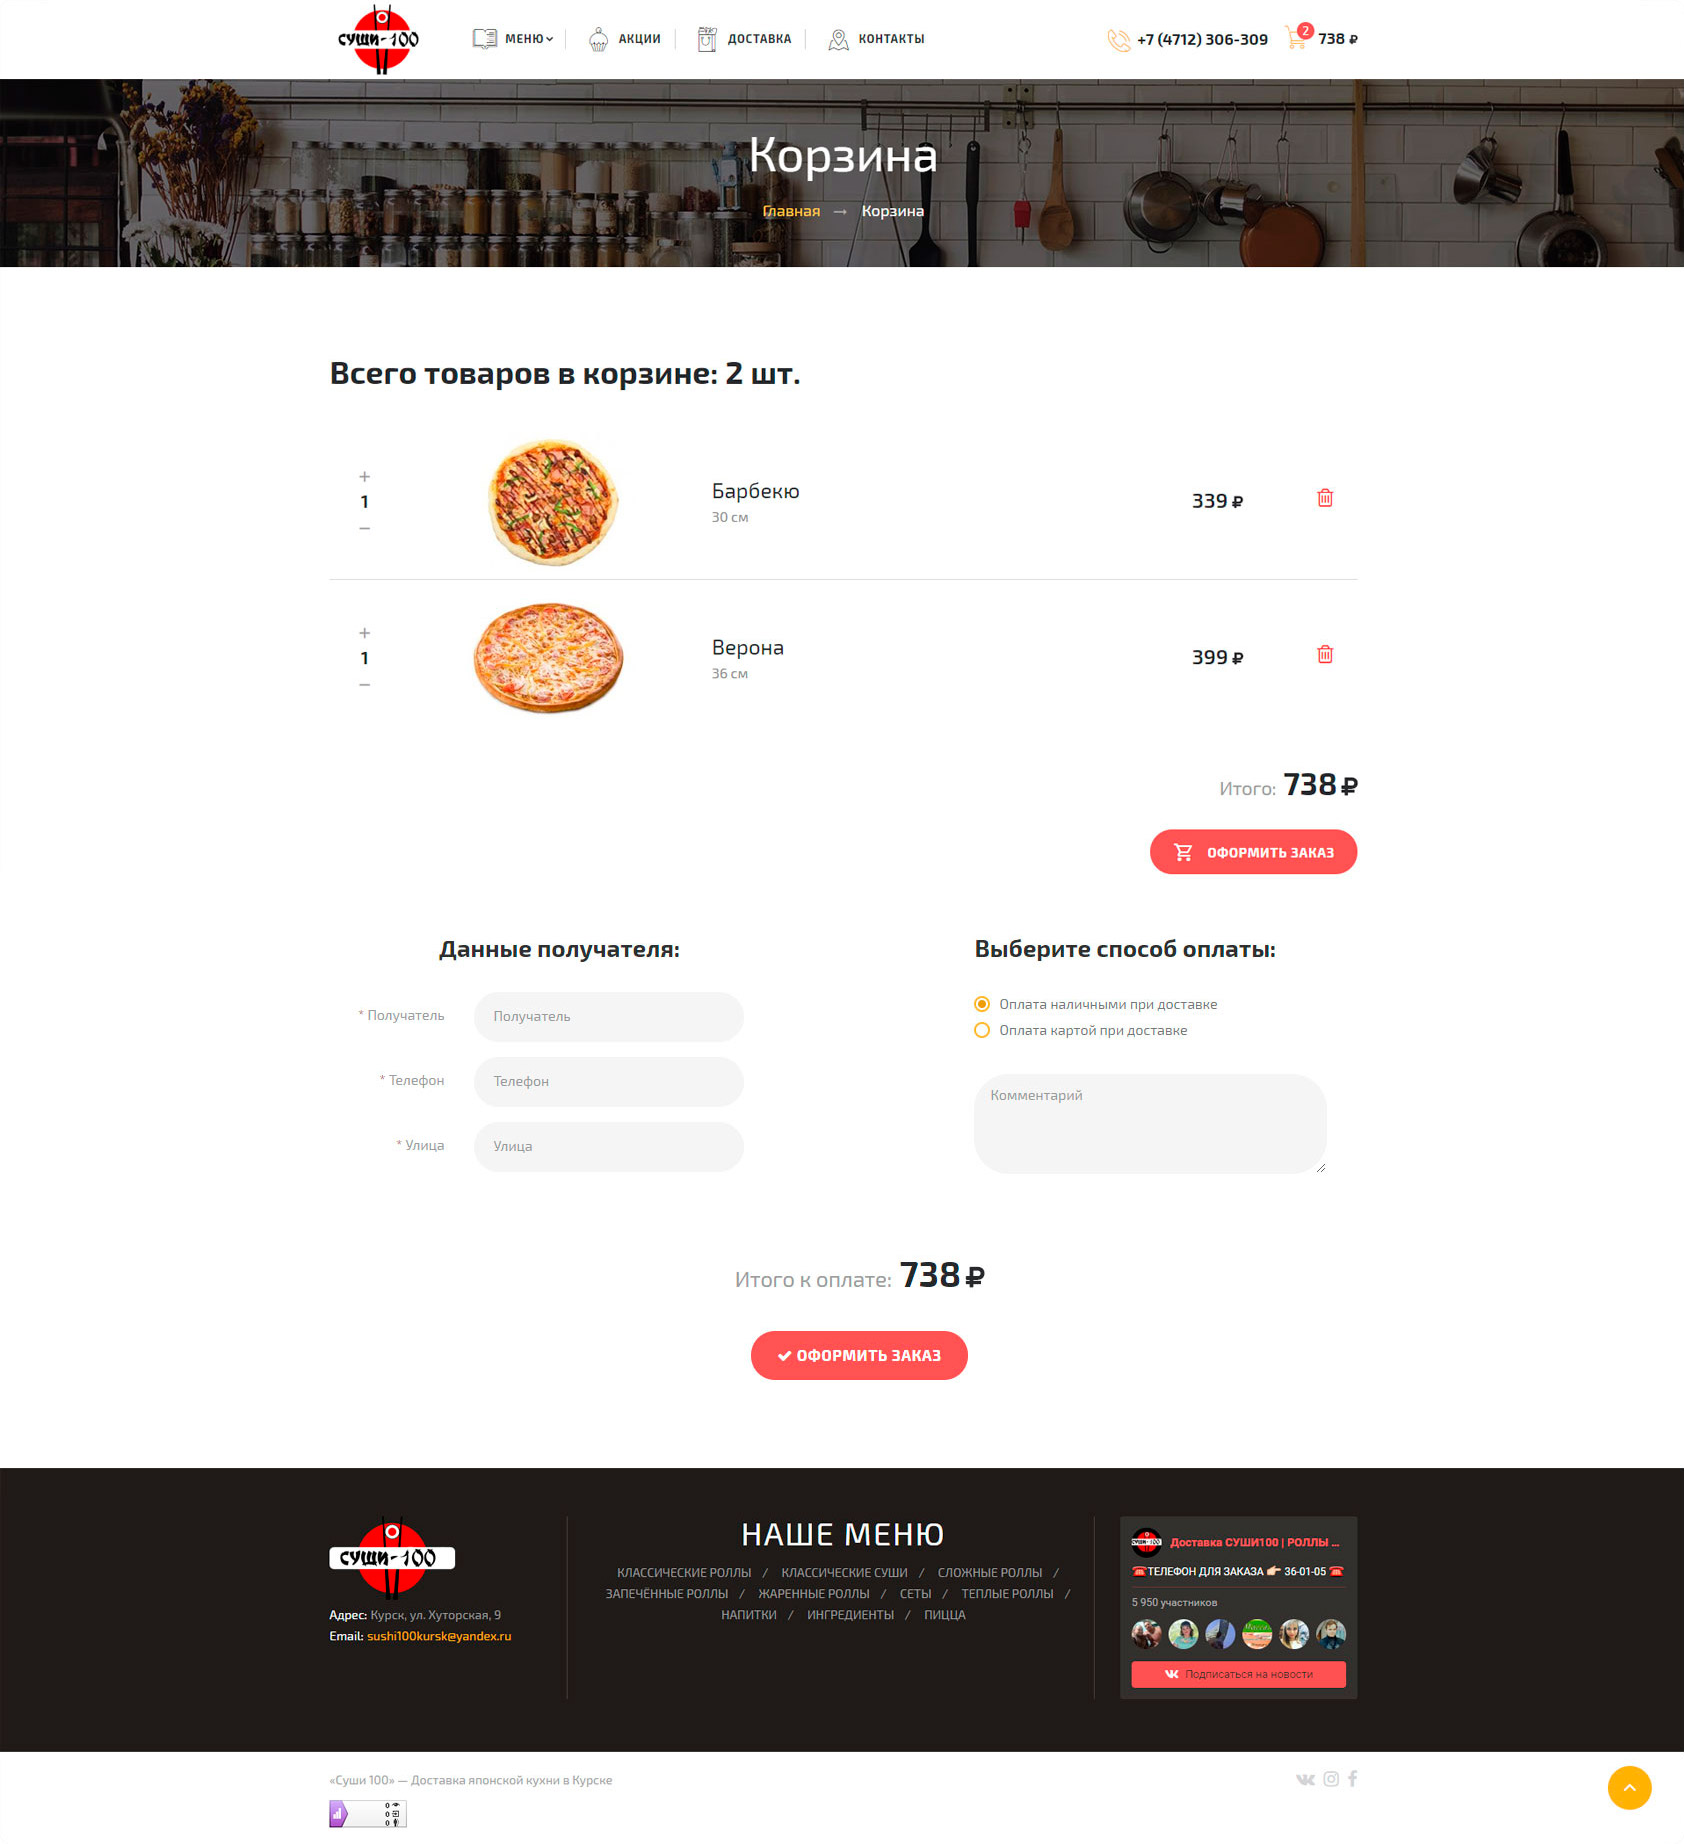 суши-100
МЕНЮ
АКЦИИ
ДОСТАВКА
КОНТАКТЫ
+7 (4712) 306-309
2
738 ₽
Корзина
Главная → Корзина
Всего товаров в корзине: 2 шт.
+
1
−
Барбекю
30 см
339 ₽
+
1
−
Верона
36 см
399 ₽
Итого: 738 ₽
ОФОРМИТЬ ЗАКАЗ
Данные получателя:
* Получатель
Получатель
* Телефон
Телефон
* Улица
Улица
Выберите способ оплаты:
Оплата наличными при доставке
Оплата картой при доставке
Комментарий
Итого к оплате: 738 ₽
ОФОРМИТЬ ЗАКАЗ
суши-100
Адрес: Курск, ул. Хуторская, 9
Email: sushi100kursk@yandex.ru
НАШЕ МЕНЮ
КЛАССИЧЕСКИЕ РОЛЛЫ / КЛАССИЧЕСКИЕ СУШИ / СЛОЖНЫЕ РОЛЛЫ /
ЗАПЕЧЁННЫЕ РОЛЛЫ / ЖАРЕННЫЕ РОЛЛЫ / СЕТЫ / ТЕПЛЫЕ РОЛЛЫ /
НАПИТКИ / ИНГРЕДИЕНТЫ / ПИЦЦА
суши-100
Доставка СУШИ100 | РОЛЛЫ ...
☎ТЕЛЕФОН ДЛЯ ЗАКАЗА 👉 36-01-05 ☎
5 950 участников
Подписаться на новости
«Суши 100» — Доставка японской кухни в Курске
0
0
0